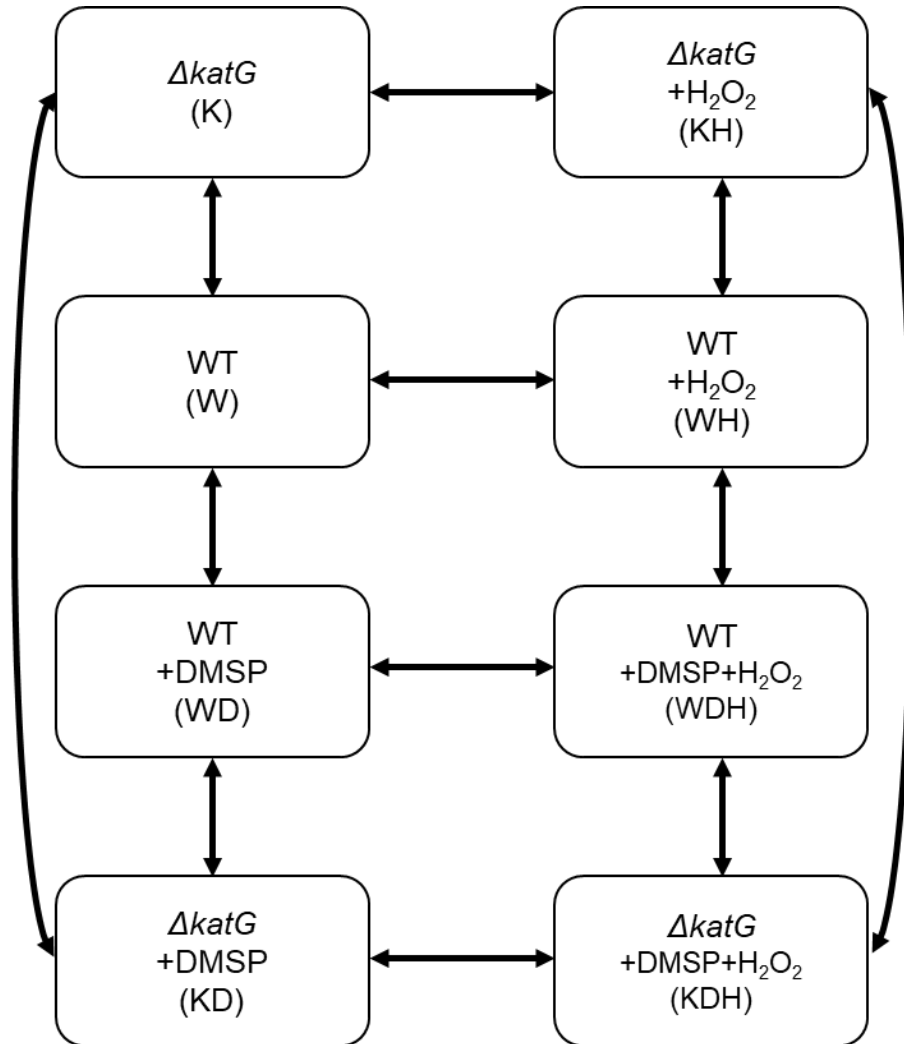 ΔkatG
(K)
ΔkatG
+H₂O₂
(KH)
WT
(W)
WT
+H₂O₂
(WH)
WT
+DMSP
(WD)
WT
+DMSP+H₂O₂
(WDH)
ΔkatG
+DMSP
(KD)
ΔkatG
+DMSP+H₂O₂
(KDH)